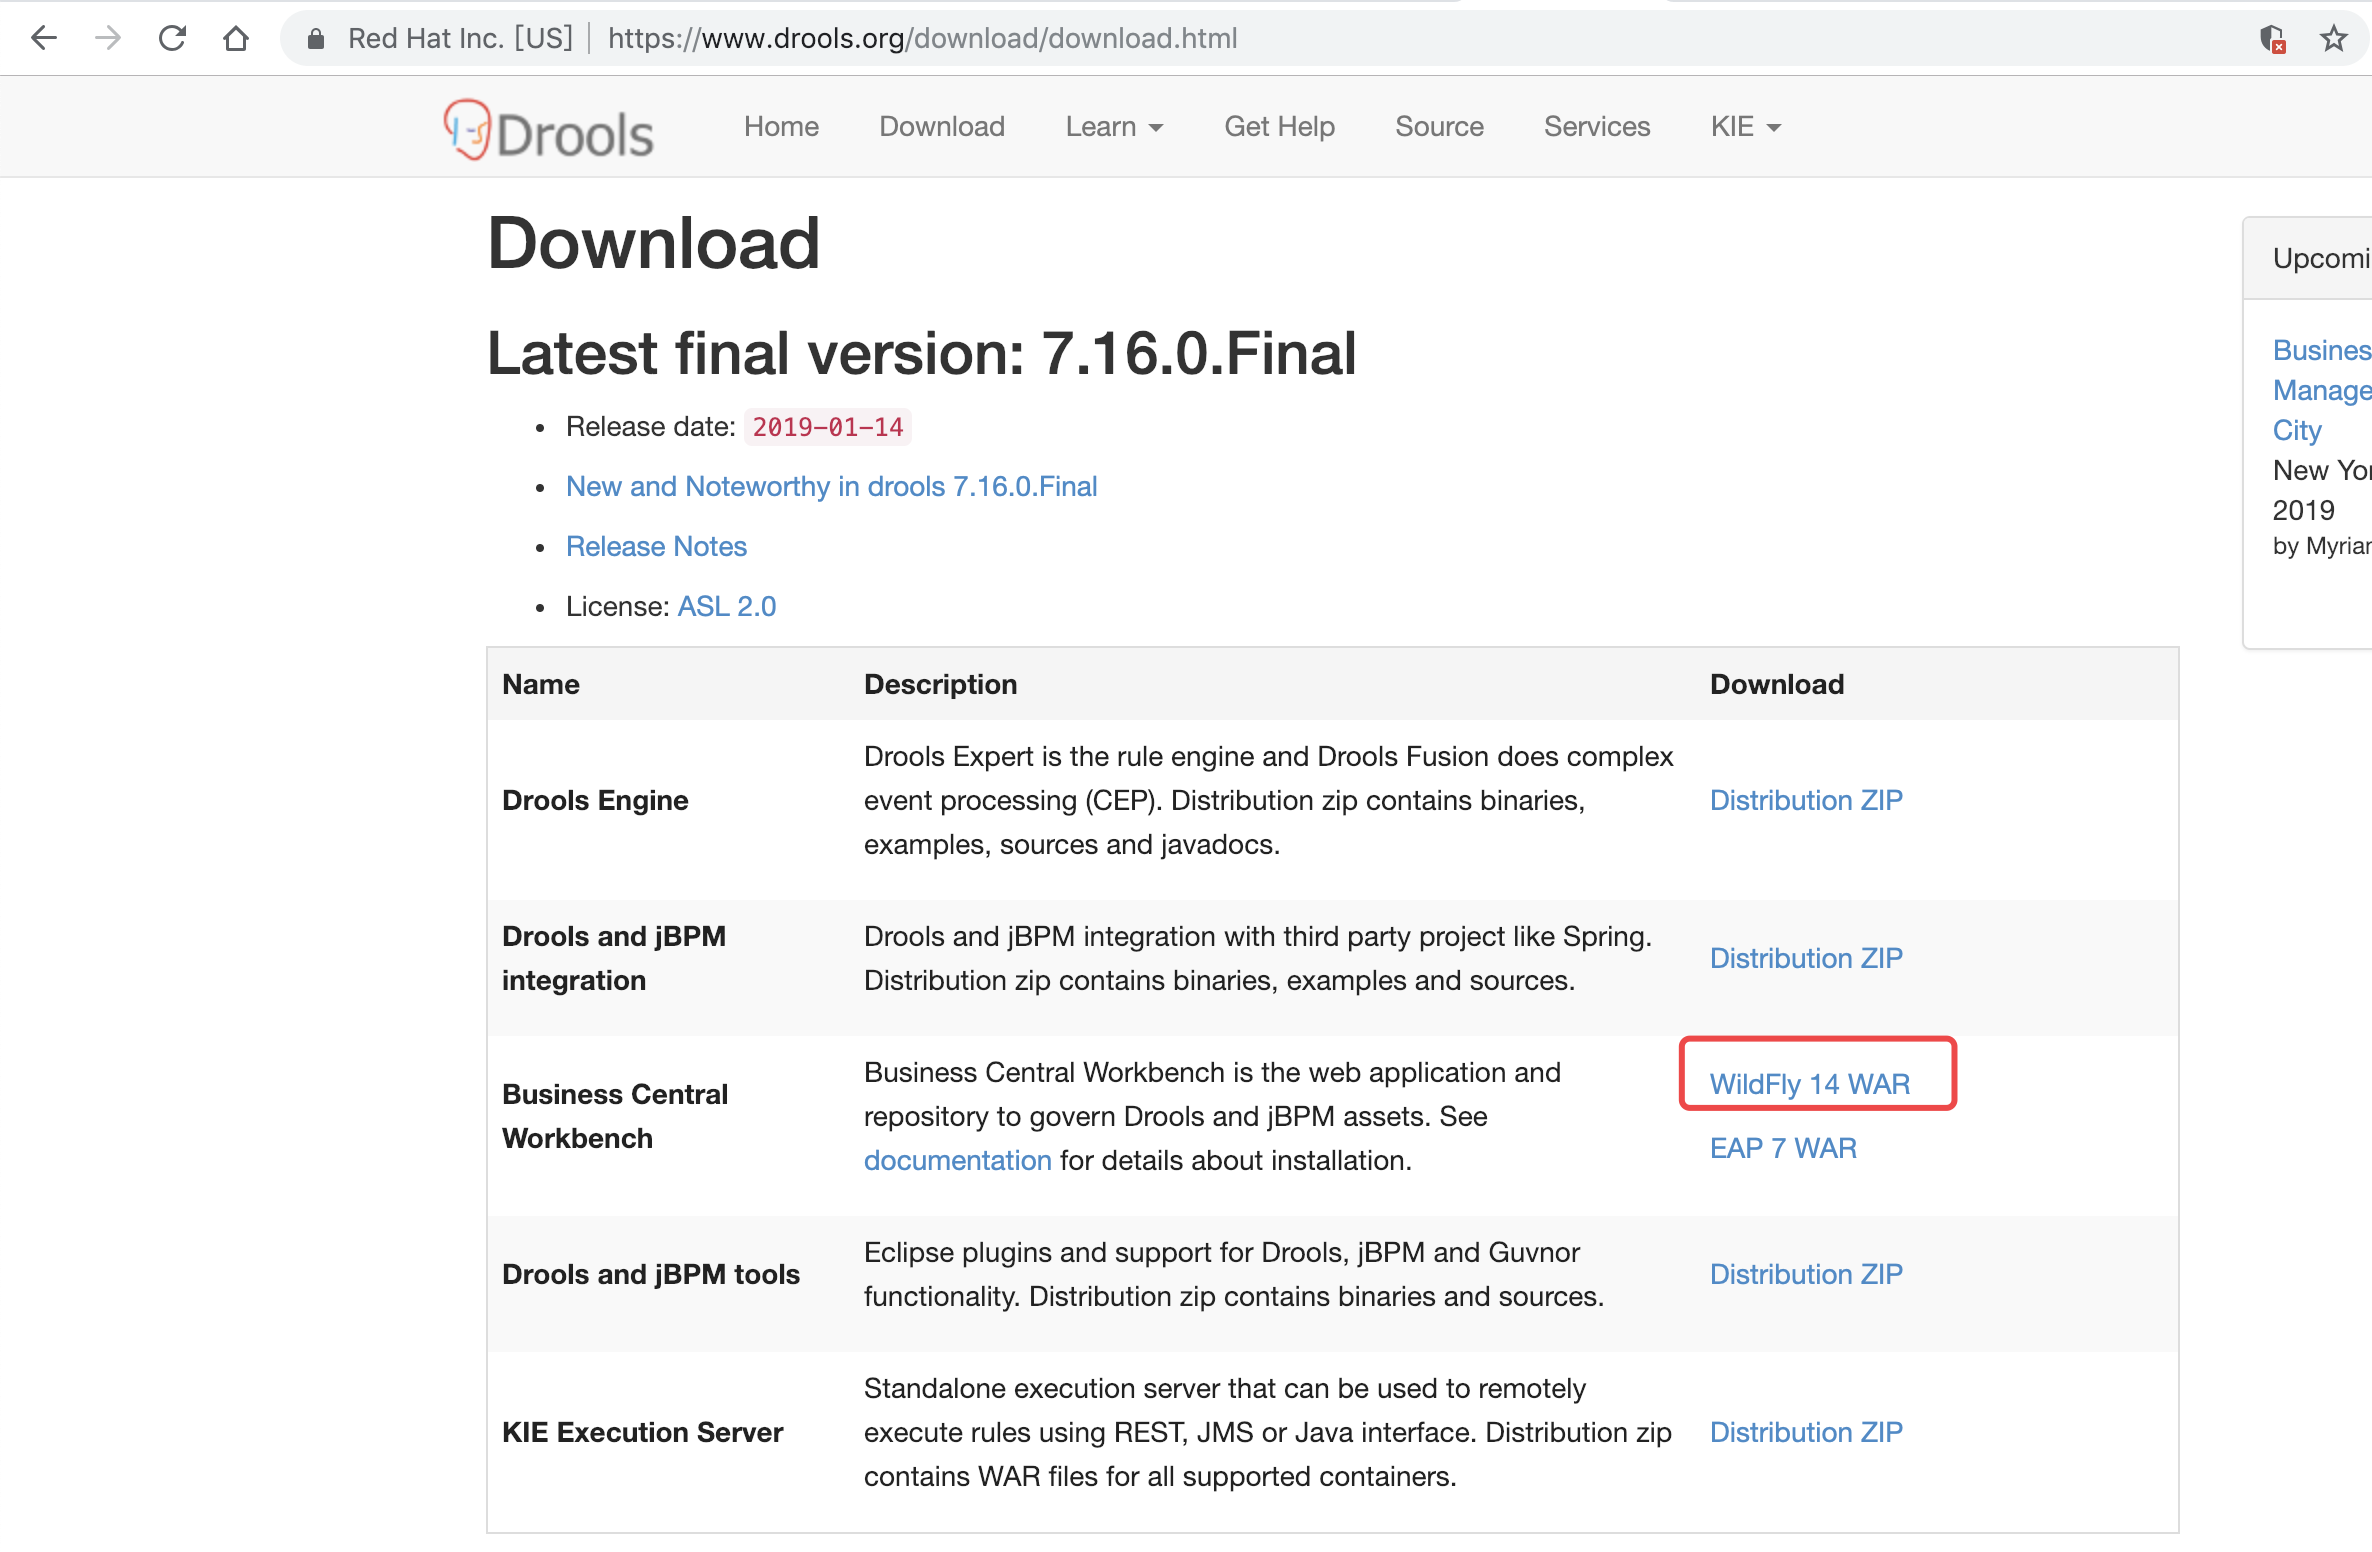 Red Hat Inc. [US] | https://www.drools.org/download/download.html
Drools
Home Download Learn Get Help Source Services KIE
Download
Latest final version: 7.16.0.Final
• Release date: 2019-01-14
• New and Noteworthy in drools 7.16.0.Final
• Release Notes
• License: ASL 2.0
Name Description Download
Drools Engine
Drools Expert is the rule engine and Drools Fusion does complex
event processing (CEP). Distribution zip contains binaries,
examples, sources and javadocs.
Distribution ZIP
Drools and jBPM
integration
Drools and jBPM integration with third party project like Spring.
Distribution zip contains binaries, examples and sources.
Distribution ZIP
Business Central
Workbench
Business Central Workbench is the web application and
repository to govern Drools and jBPM assets. See
documentation for details about installation.
WildFly 14 WAR
EAP 7 WAR
Drools and jBPM tools
Eclipse plugins and support for Drools, jBPM and Guvnor
functionality. Distribution zip contains binaries and sources.
Distribution ZIP
KIE Execution Server
Standalone execution server that can be used to remotely
execute rules using REST, JMS or Java interface. Distribution zip
contains WAR files for all supported containers.
Distribution ZIP
Upcomi
Busines
Manage
City
New Yor
2019
by Myriam